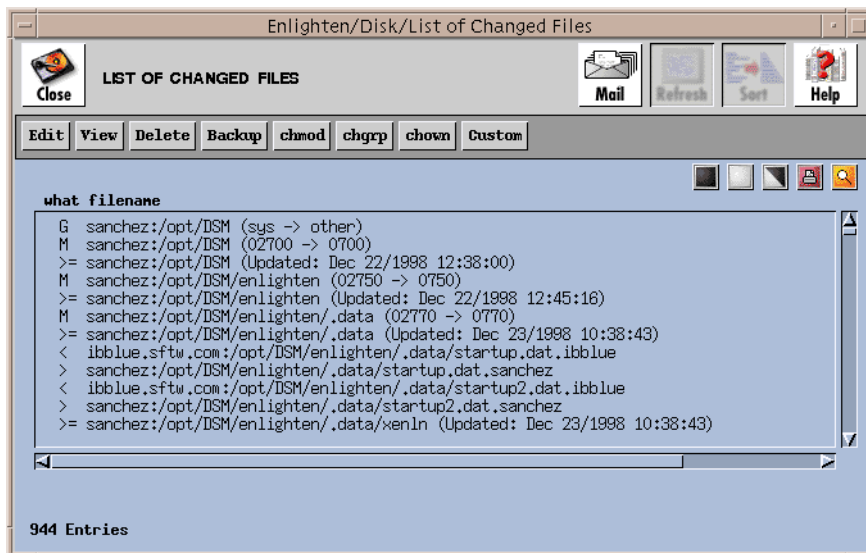 Enlighten/Disk/List of Changed Files
Close
LIST OF CHANGED FILES
Mail
Refresh
Sort
Help
Edit View Delete Backup chmod chgrp chown Custom
what filename
G sanchez:/opt/DSM (sys -> other)
M sanchez:/opt/DSM (02700 -> 0700)
>= sanchez:/opt/DSM (Updated: Dec 22/1998 12:38:00)
M sanchez:/opt/DSM/enlighten (02750 -> 0750)
>= sanchez:/opt/DSM/enlighten (Updated: Dec 22/1998 12:45:16)
M sanchez:/opt/DSM/enlighten/.data (02770 -> 0770)
>= sanchez:/opt/DSM/enlighten/.data (Updated: Dec 23/1998 10:38:43)
< ibblue.sftw.com:/opt/DSM/enlighten/.data/startup.dat.ibblue
> sanchez:/opt/DSM/enlighten/.data/startup.dat.sanchez
< ibblue.sftw.com:/opt/DSM/enlighten/.data/startup2.dat.ibblue
> sanchez:/opt/DSM/enlighten/.data/startup2.dat.sanchez
>= sanchez:/opt/DSM/enlighten/.data/xenln (Updated: Dec 23/1998 10:38:43)
944 Entries